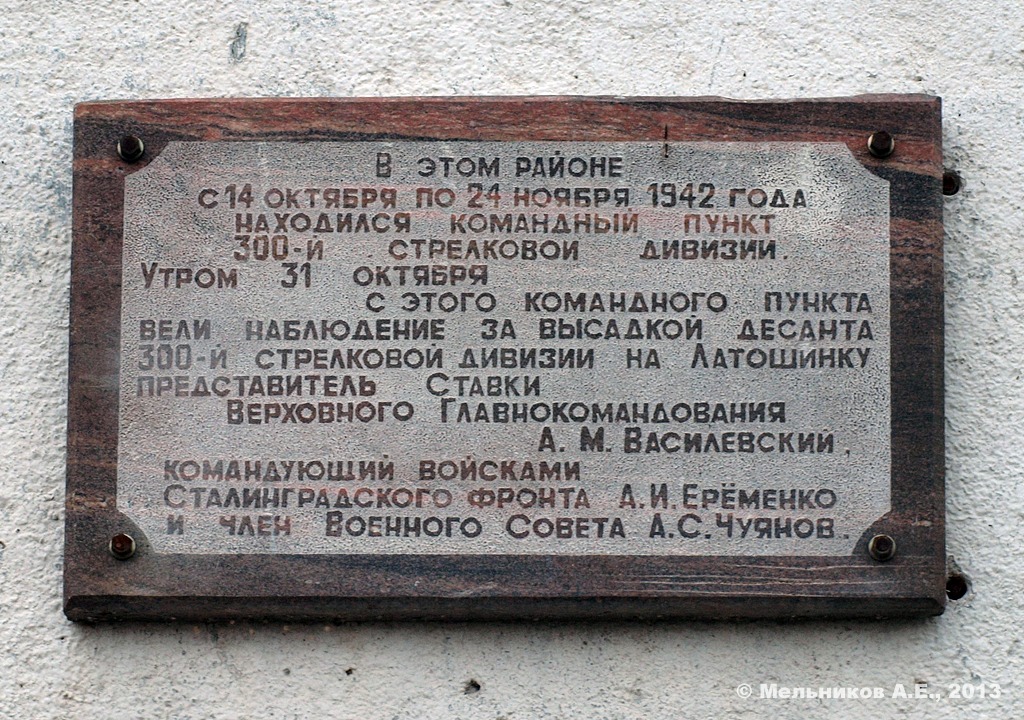 В ЭТОМ РАЙОНЕ
С 14 ОКТЯБРЯ ПО 24 НОЯБРЯ 1942 ГОДА
НАХОДИЛСЯ КОМАНДНЫЙ ПУНКТ
300-Й СТРЕЛКОВОЙ ДИВИЗИИ.
УТРОМ 31 ОКТЯБРЯ
С ЭТОГО КОМАНДНОГО ПУНКТА
ВЕЛИ НАБЛЮДЕНИЕ ЗА ВЫСАДКОЙ ДЕСАНТА
300-Й СТРЕЛКОВОЙ ДИВИЗИИ НА ЛАТОШИНКУ
ПРЕДСТАВИТЕЛЬ СТАВКИ
ВЕРХОВНОГО ГЛАВНОКОМАНДОВАНИЯ
А. М. ВАСИЛЕВСКИЙ,
КОМАНДУЮЩИЙ ВОЙСКАМИ
СТАЛИНГРАДСКОГО ФРОНТА А.И.ЕРЁМЕНКО
И ЧЛЕН ВОЕННОГО СОВЕТА А.С.ЧУЯНОВ.
© Мельников А.Е., 2013